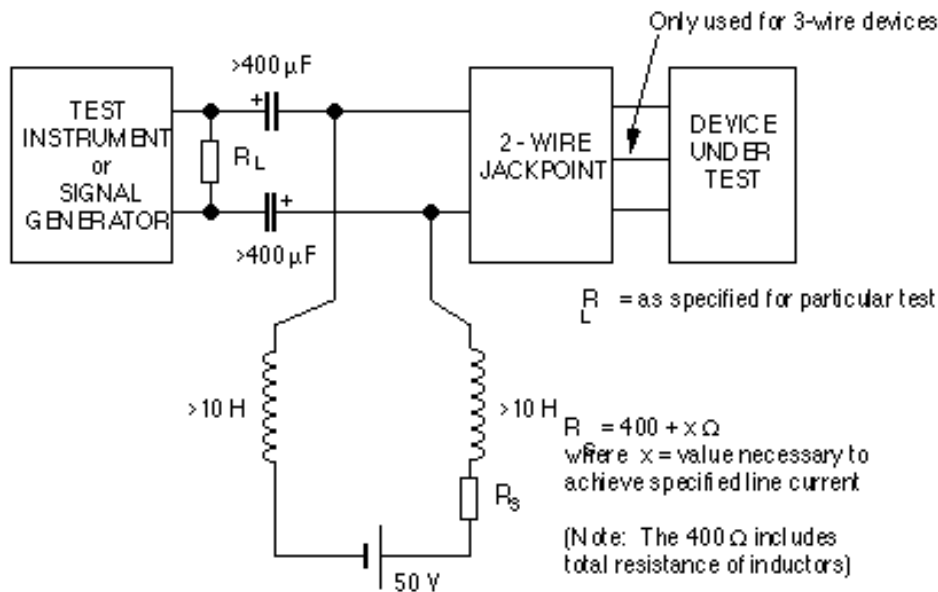 Only used for 3-wire devices
>400 µF
TEST
INSTRUMENT
or
SIGNAL
GENERATOR
+
R L
2 - WIRE
JACKPOINT
DEVICE
UNDER
TEST
+
>400 µF
R L = as specified for particular test
>10 H
>10 H
R S = 400 + x Ω
where x = value necessary to
achieve specified line current
R S
(Note: The 400 Ω includes
total resistance of inductors)
50 V